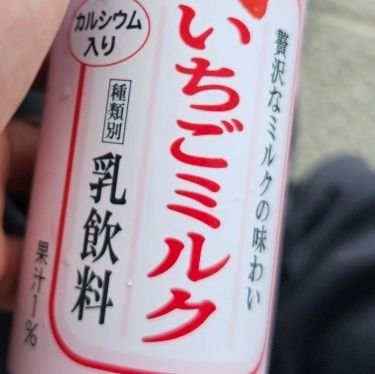 贅沢なミルクの味わい
いちごミルク
カルシウム
入り
種類別
乳飲料
果汁1%